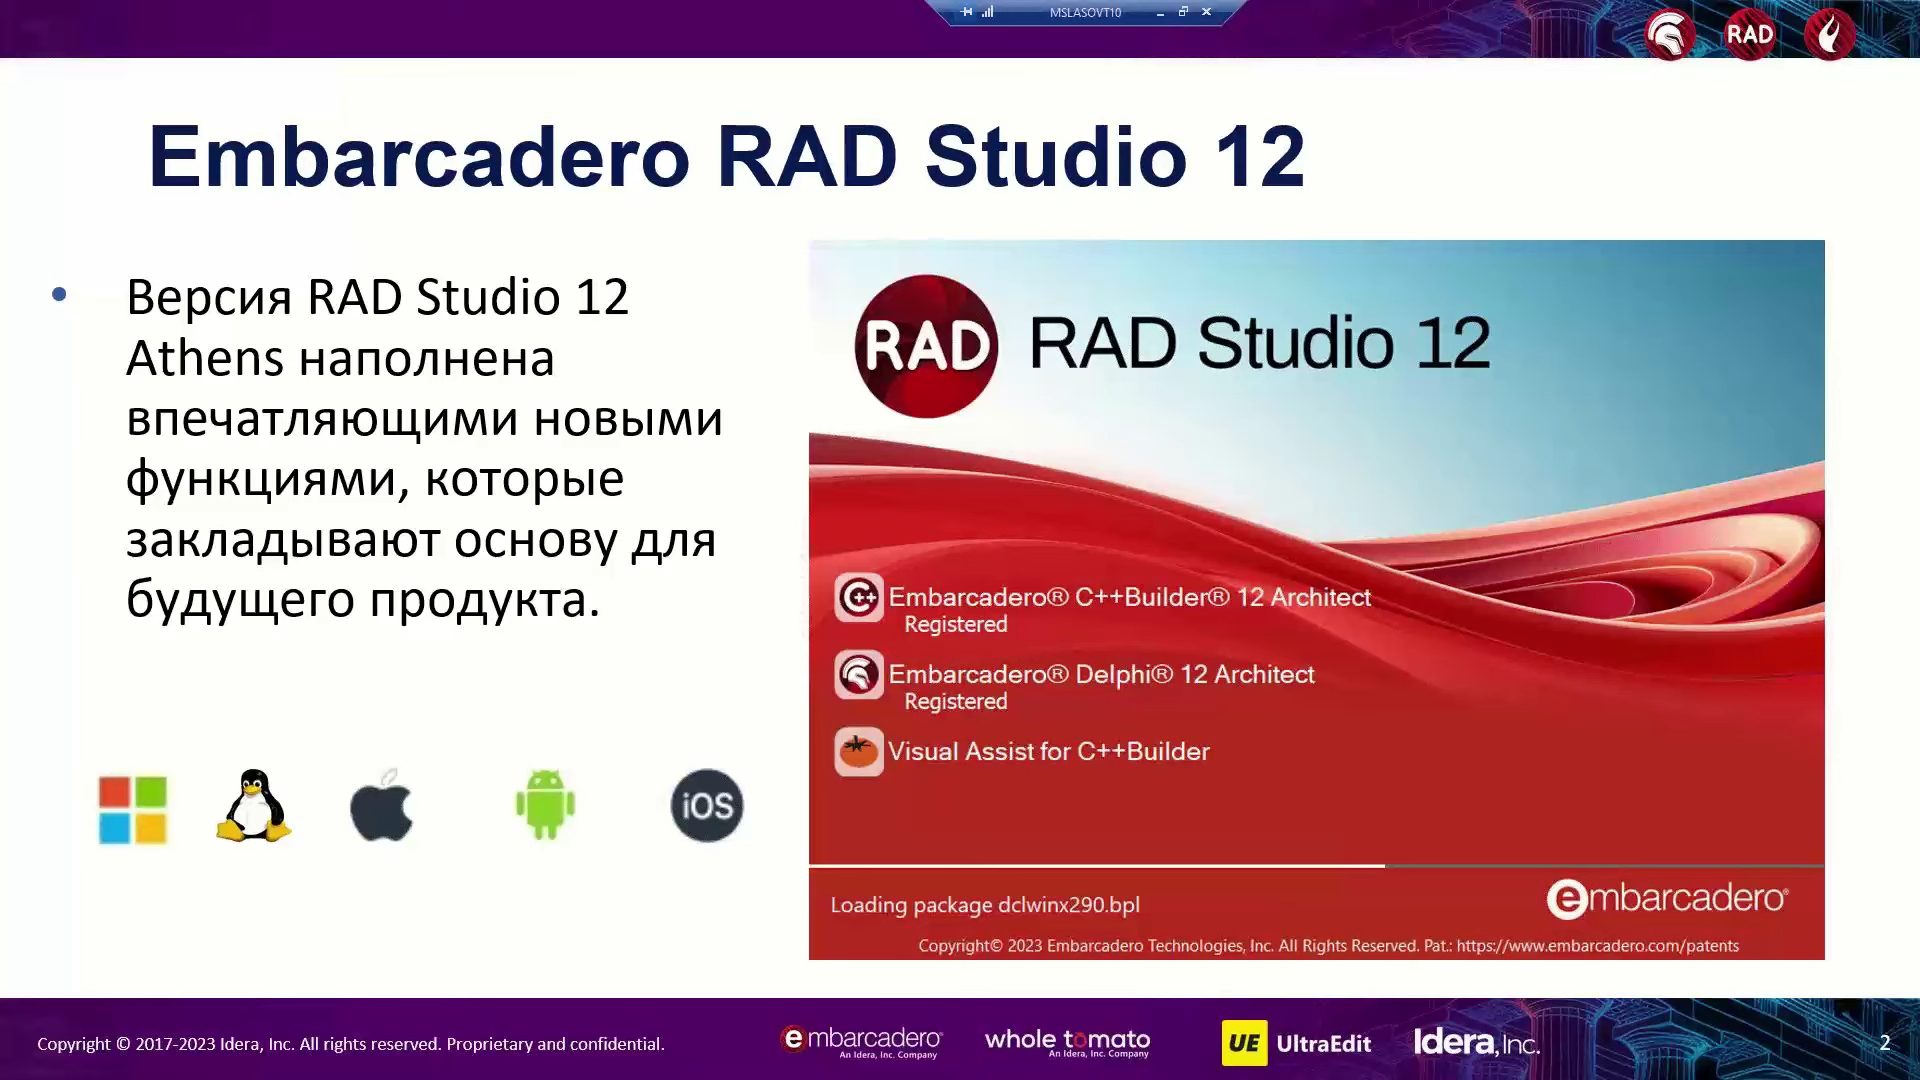 MSLASOVT10
RAD
Embarcadero RAD Studio 12
• Версия RAD Studio 12
Athens наполнена
впечатляющими новыми
функциями, которые
закладывают основу для
будущего продукта.
iOS
RAD RAD Studio 12
Embarcadero® C++Builder® 12 Architect
Registered
Embarcadero® Delphi® 12 Architect
Registered
Visual Assist for C++Builder
Loading package dclwinx290.bpl
embarcadero®
Copyright© 2023 Embarcadero Technologies, Inc. All Rights Reserved. Pat.: https://www.embarcadero.com/patents
Copyright © 2017-2023 Idera, Inc. All rights reserved. Proprietary and confidential.
embarcadero®
An Idera, Inc. Company
whole tomato
An Idera, Inc. Company
UE UltraEdit
Idera, Inc.
2